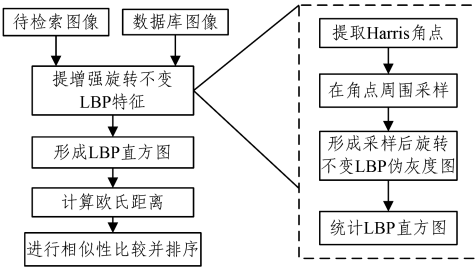 待检索图像
数据库图像
提增强旋转不变
LBP特征
形成LBP直方图
计算欧氏距离
进行相似性比较并排序
提取Harris角点
在角点周围采样
形成采样后旋转
不变LBP伪灰度图
统计LBP直方图